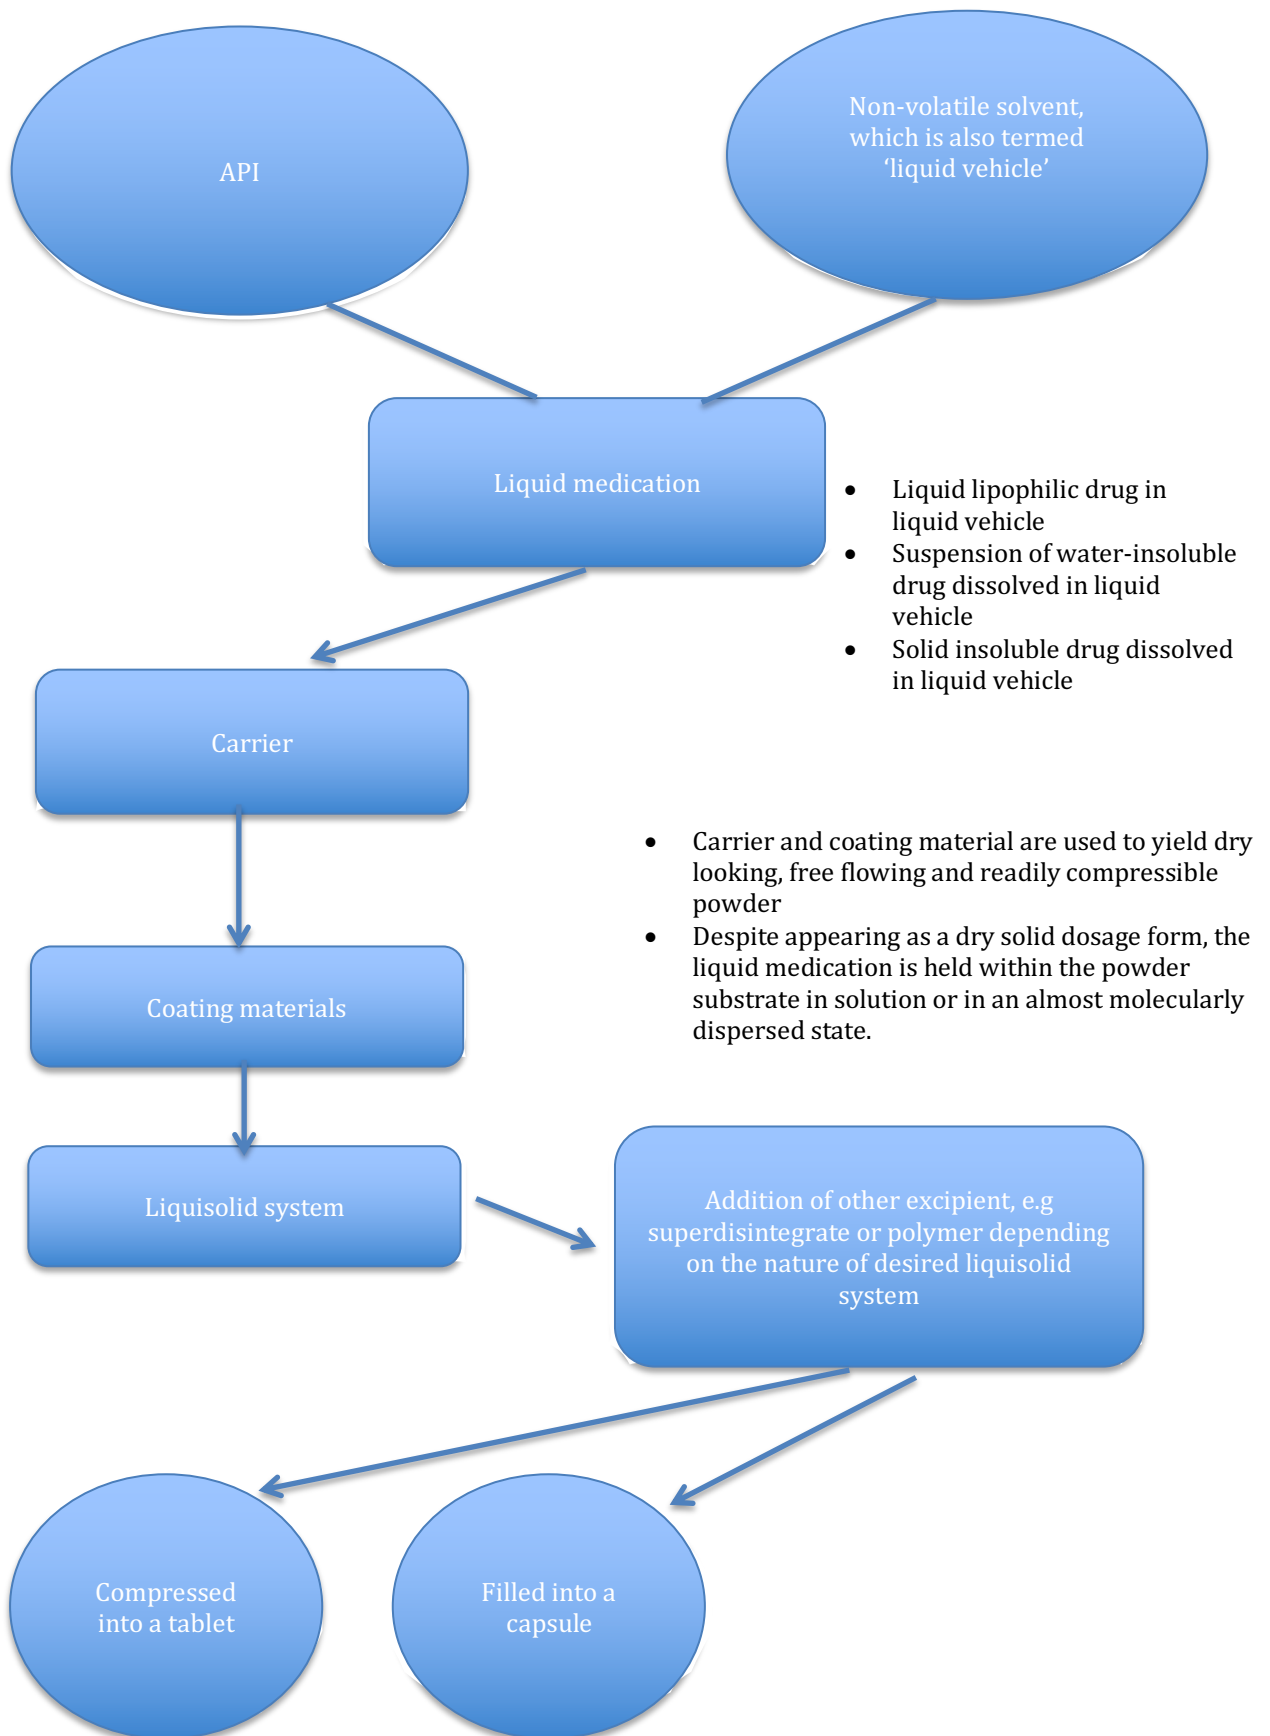 API
Non-volatile solvent,
which is also termed
‘liquid vehicle’
Liquid medication
• Liquid lipophilic drug in
liquid vehicle
• Suspension of water-insoluble
drug dissolved in liquid
vehicle
• Solid insoluble drug dissolved
in liquid vehicle
Carrier
• Carrier and coating material are used to yield dry
looking, free flowing and readily compressible
powder
• Despite appearing as a dry solid dosage form, the
liquid medication is held within the powder
substrate in solution or in an almost molecularly
dispersed state.
Coating materials
Liquisolid system
Addition of other excipient, e.g
superdisintegrate or polymer depending
on the nature of desired liquisolid
system
Compressed
into a tablet
Filled into a
capsule